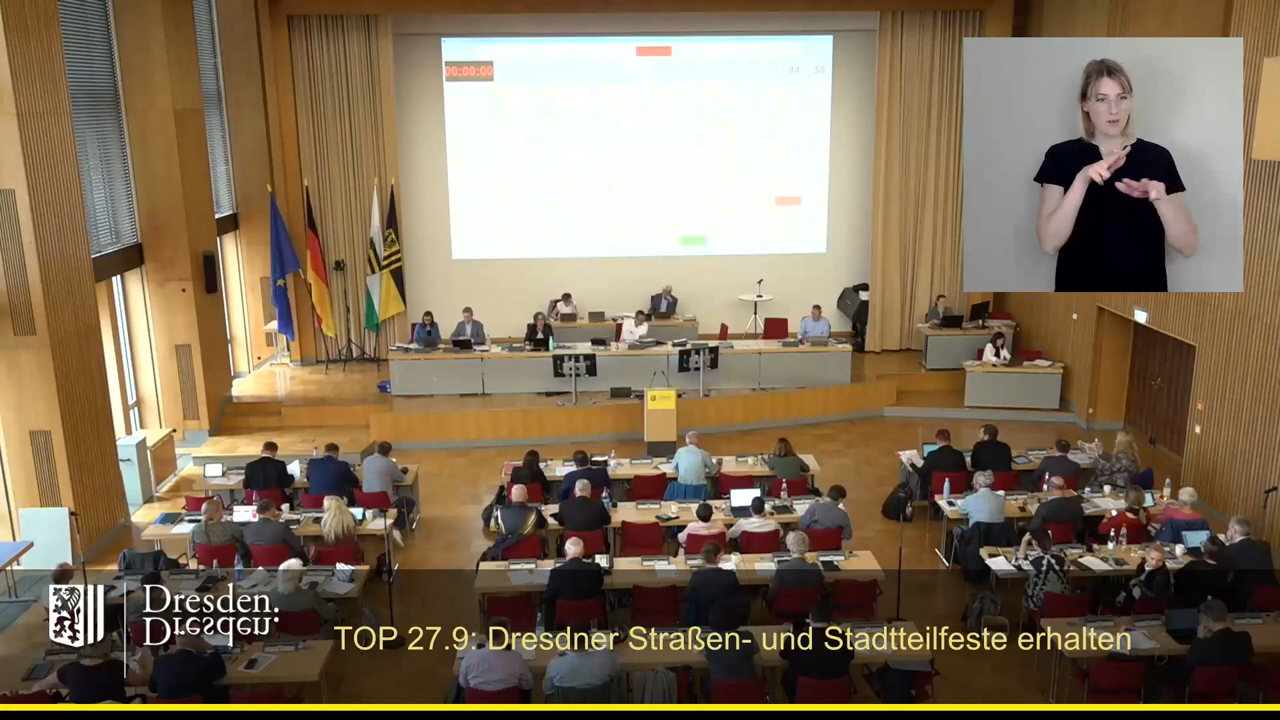 00:00:00
Dresden.
Dresden.
TOP 27.9: Dresdner Straßen- und Stadtteilfeste erhalten